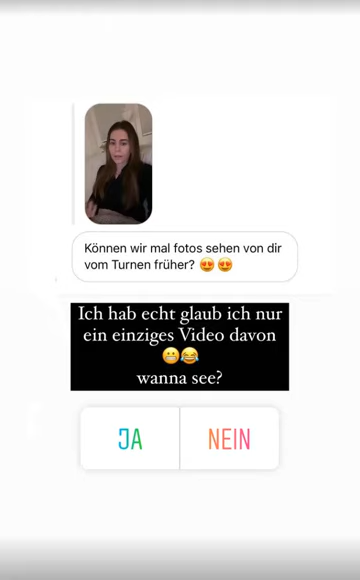 Können wir mal fotos sehen von dir
vom Turnen früher? 😍 😍
Ich hab echt glaub ich nur
ein einziges Video davon
😬😂
wanna see?
JA NEIN